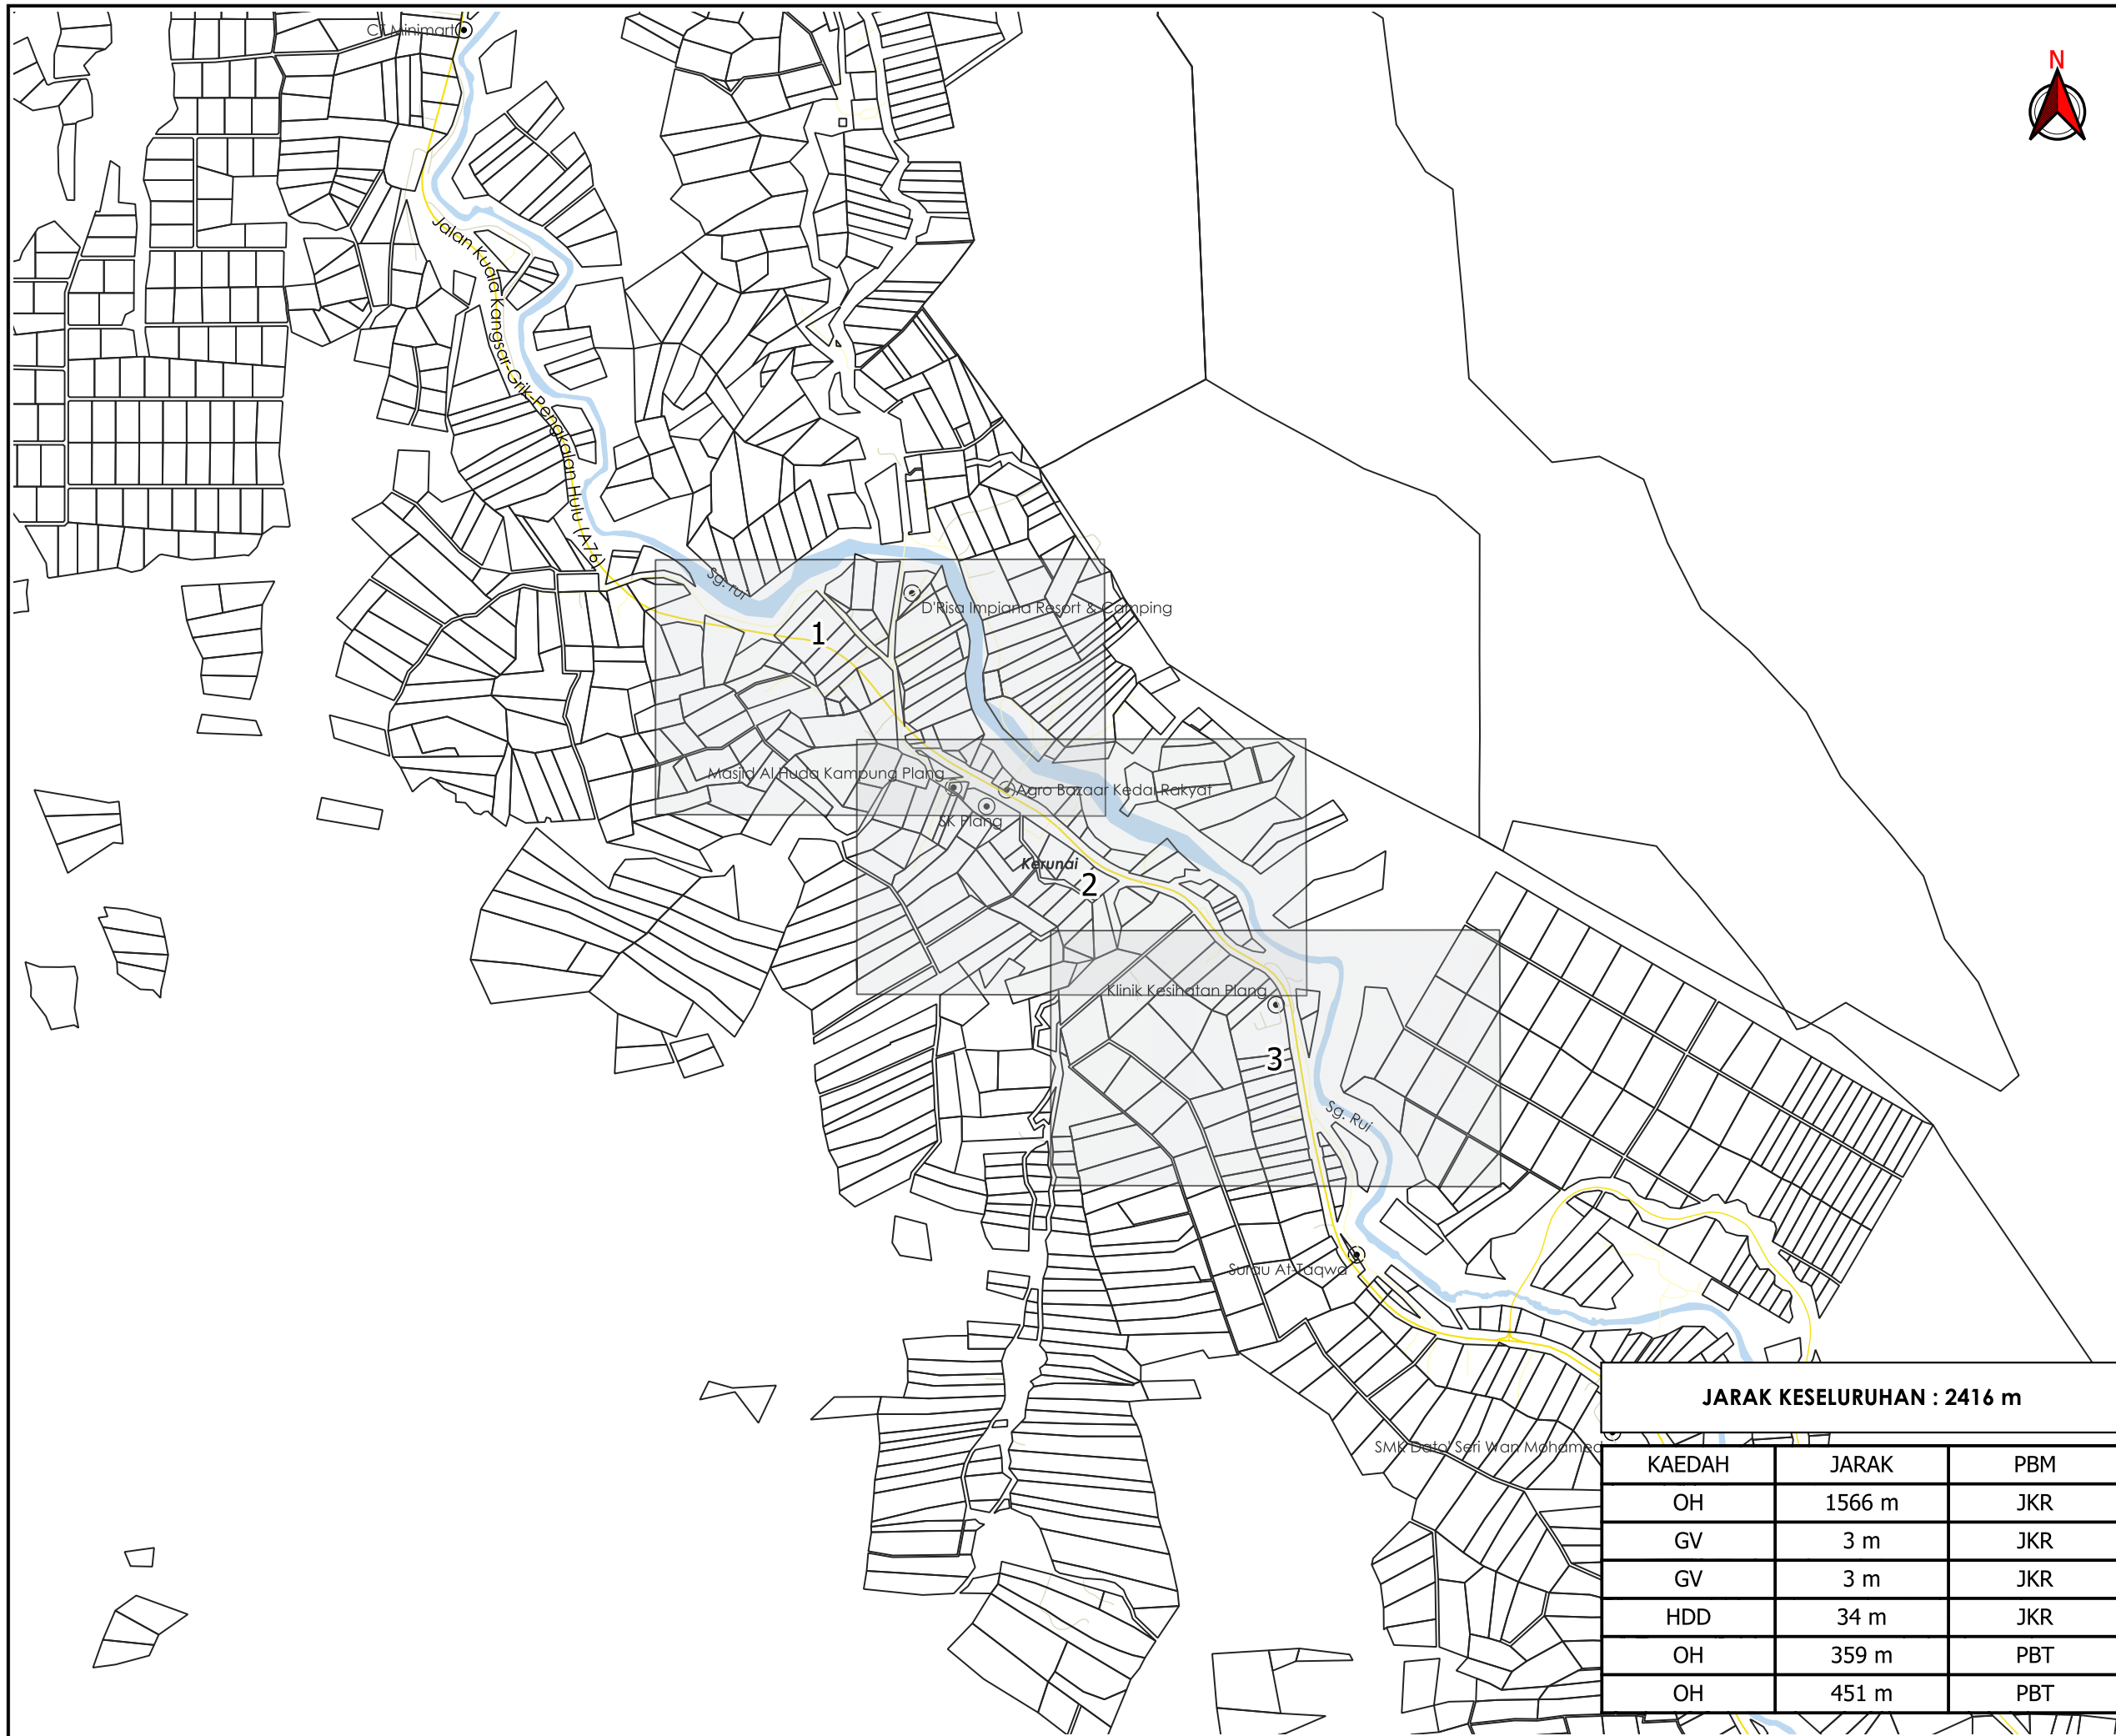 CT Minimart
N
Jalan Kuala Kangsar-Grik-Pengkalan Hulu (A76)
Sg. rui
D'Risa Impiana Resort & Camping
1
Masjid Al Huda Kampung Plang
Agro Bazaar Kedai Rakyat
SK Plang
Kerunai
2
Klinik Kesihatan Plang
3
Sg. Rui
Surau At-Taqwa
SMK Dato' Seri Wan Mohamed
JARAK KESELURUHAN : 2416 m
KAEDAH JARAK PBM
OH 1566 m JKR
GV 3 m JKR
GV 3 m JKR
HDD 34 m JKR
OH 359 m PBT
OH 451 m PBT